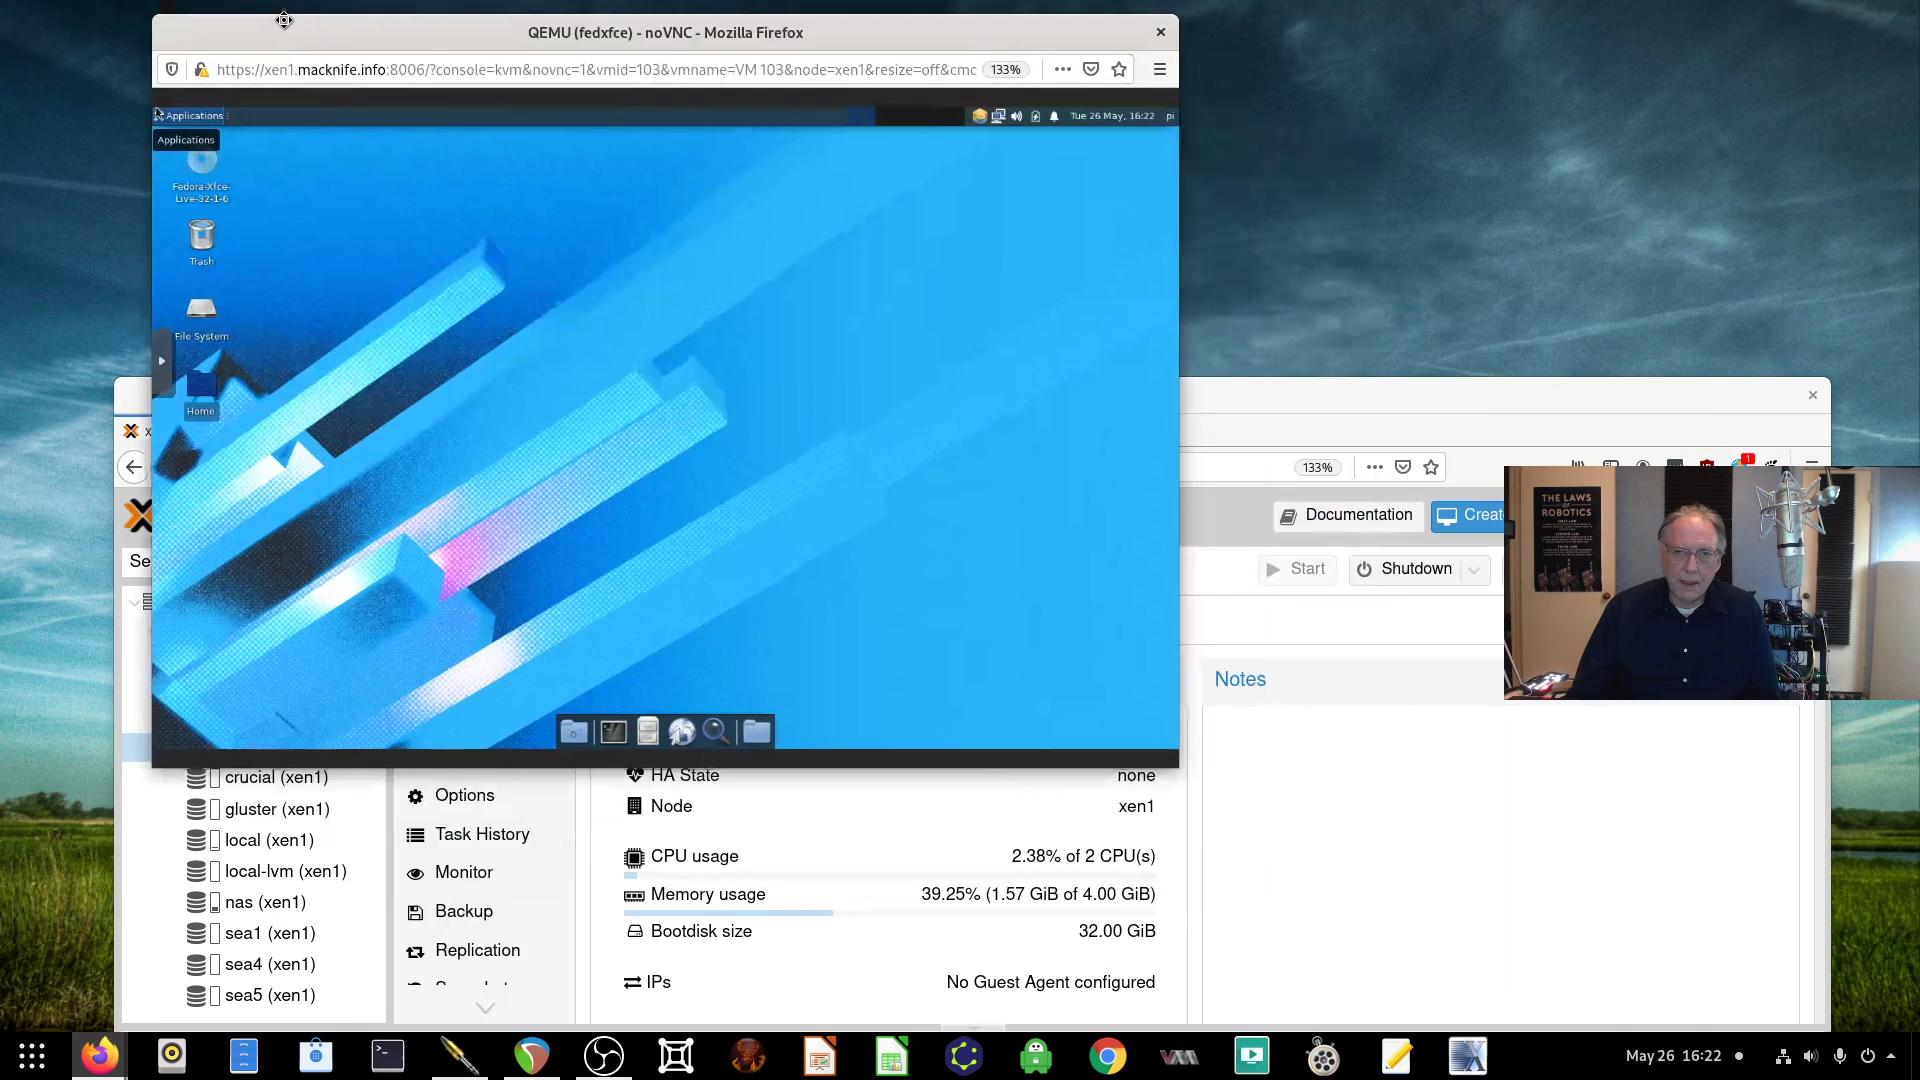 QEMU (fedxfce) - noVNC - Mozilla Firefox
https://xen1.macknife.info:8006/?console=kvm&novnc=1&vmid=103&vmname=VM 103&node=xen1&resize=off&cmc
133%
Applications
Tue 26 May, 16:22
pi
Applications
Fedora-Xfce-
Live-32-1-6
Trash
File System
Home
x
133%
1
Documentation
Creat
Se
Start
Shutdown
THE LAWS
OF
ROBOTICS
Notes
crucial (xen1)
gluster (xen1)
local (xen1)
local-lvm (xen1)
nas (xen1)
sea1 (xen1)
sea4 (xen1)
sea5 (xen1)
Options
Task History
Monitor
Backup
Replication
HA State
none
Node
xen1
CPU usage
2.38% of 2 CPU(s)
Memory usage
39.25% (1.57 GiB of 4.00 GiB)
Bootdisk size
32.00 GiB
IPs
No Guest Agent configured
May 26 16:22